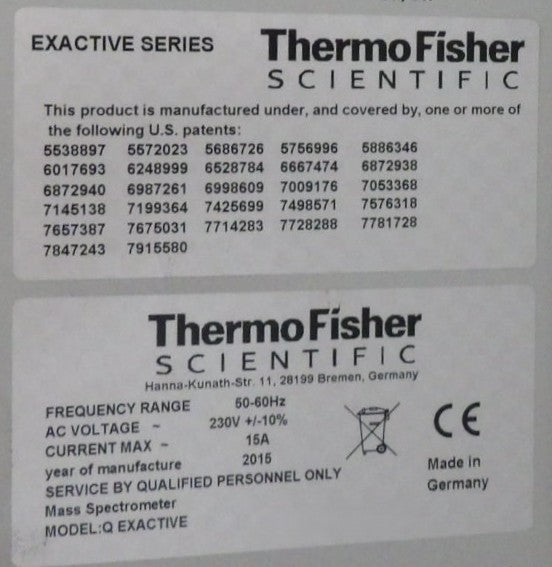 EXACTIVE SERIES
ThermoFisher
SCIENTIFIC
This product is manufactured under, and covered by, one or more of
the following U.S. patents:
5538897 5572023 5686726 5756996 5886346
6017693 6248999 6528784 6667474 6872938
6872940 6987261 6998609 7009176 7053368
7145138 7199364 7425699 7498571 7576318
7657387 7675031 7714283 7728288 7781728
7847243 7915580
ThermoFisher
SCIENTIFIC
Hanna-Kunath-Str. 11, 28199 Bremen, Germany
FREQUENCY RANGE 50-60Hz
AC VOLTAGE ~ 230V +/-10%
CURRENT MAX ~ 15A
year of manufacture 2015
SERVICE BY QUALIFIED PERSONNEL ONLY
Mass Spectrometer
MODEL:Q EXACTIVE
CE
Made in
Germany